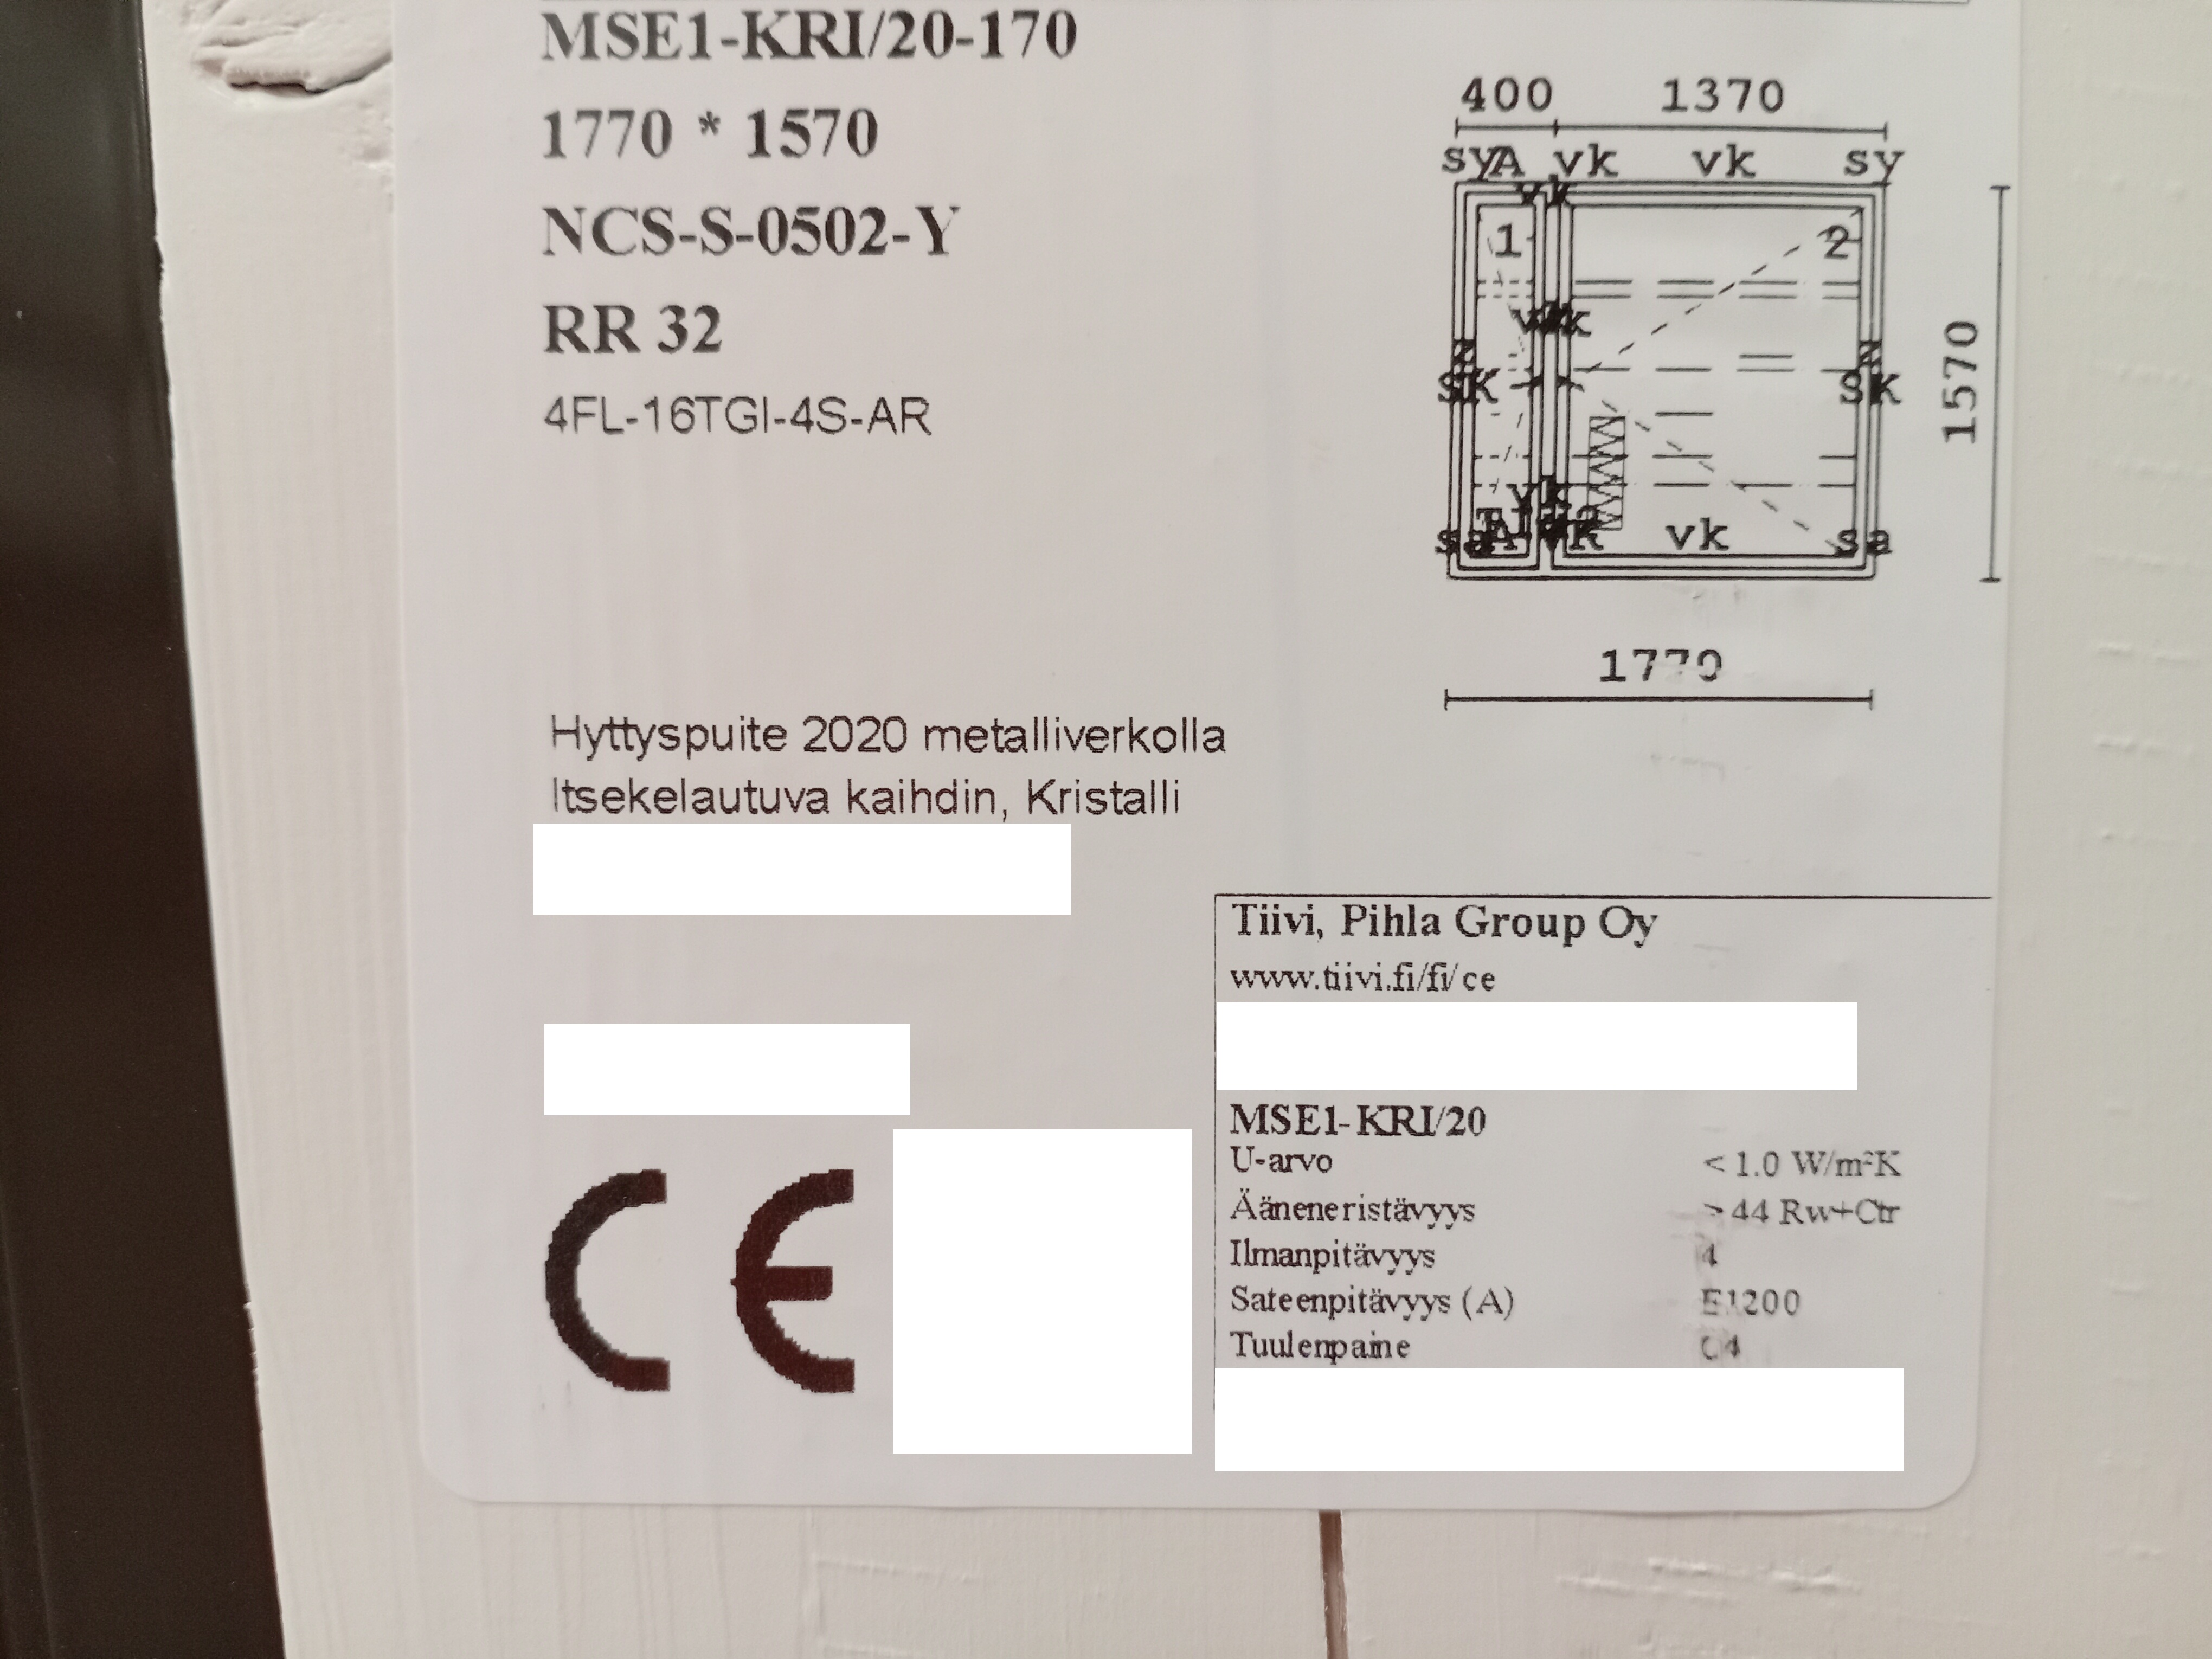 MSE1-KRI/20-170
1770 * 1570
NCS-S-0502-Y
RR 32
4FL-16TGI-4S-AR
400 1370
sy A vk vk sy
1 2
vk
sk sk
1570
vk
sa vk sa
1770
Hyttyspuite 2020 metalliverkolla
Itsekelautuva kaihdin, Kristalli
Tiivi, Pihla Group Oy
www.tiivi.fi/fi/ce
MSE1-KRI/20
U-arvo < 1.0 W/m²K
Ääneneristävyys > 44 Rw+Ctr
Ilmanpitävyys 4
Sateenpitävyys (A) E1200
Tuulenpaine C4
CE